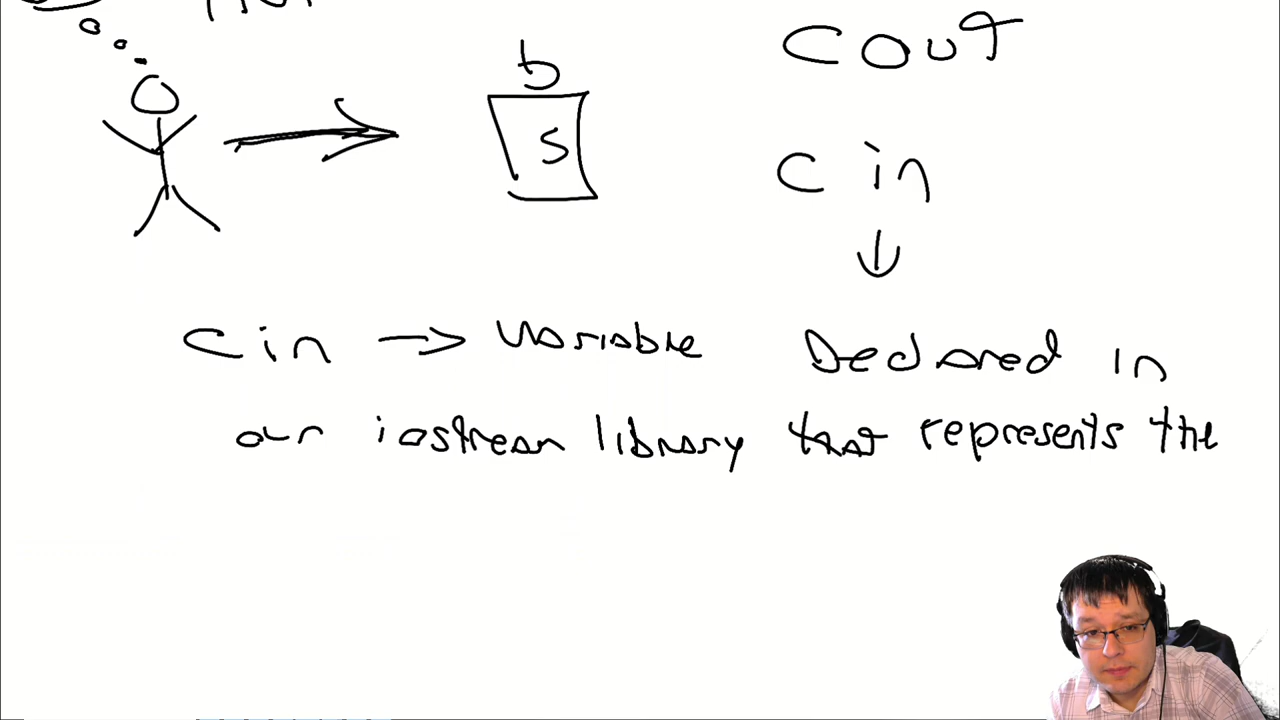 b
cout
S
cin
cin → variable Declared in
our iostream library that represents the